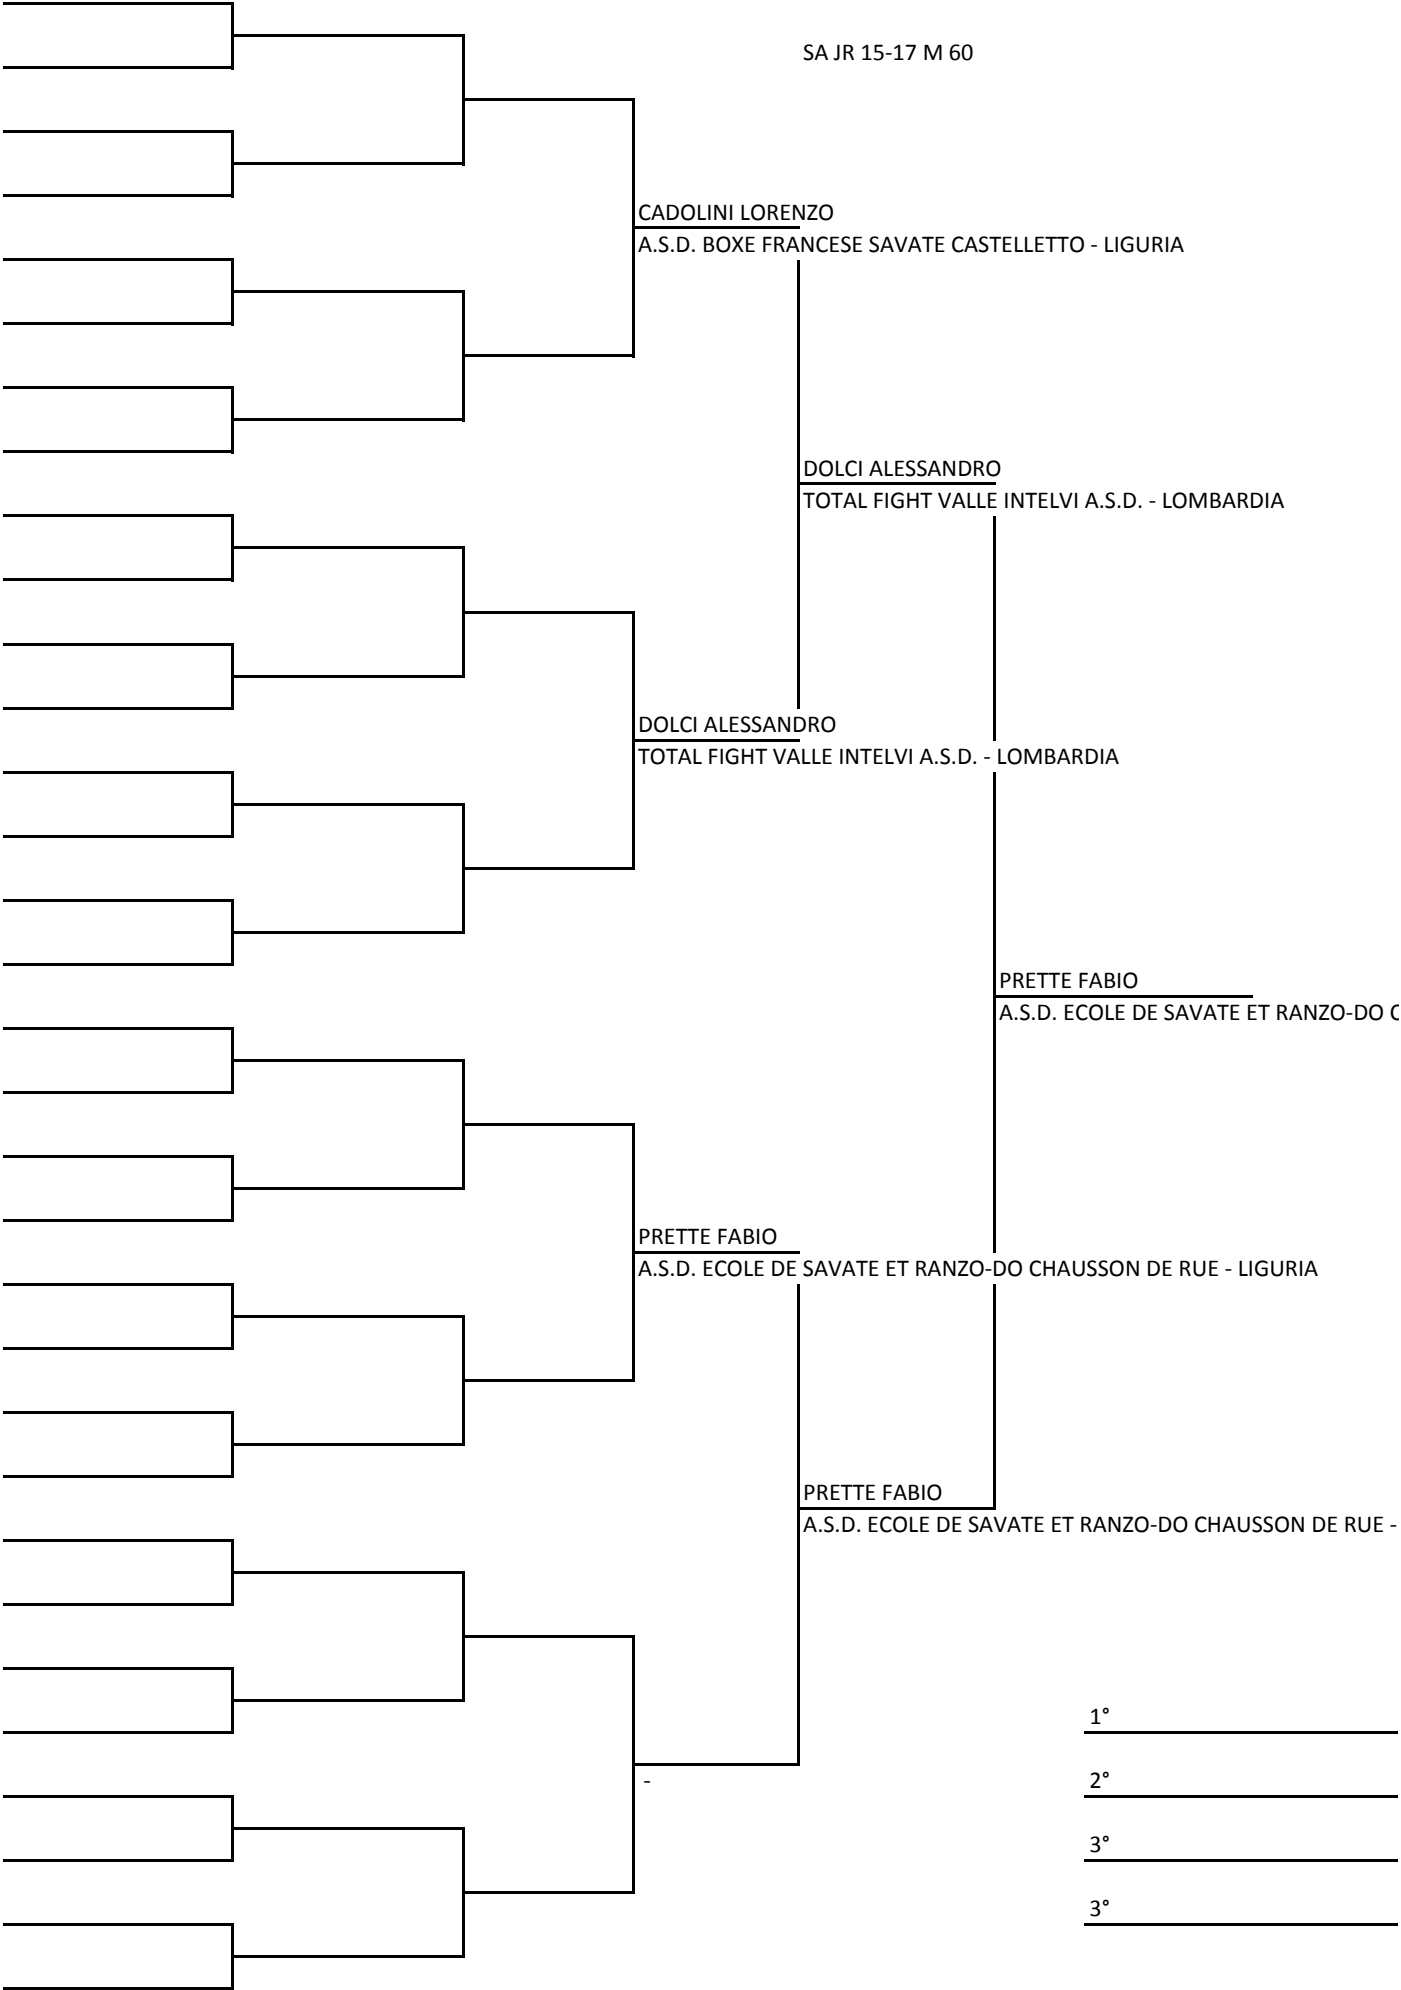 SA JR 15-17 M 60
CADOLINI LORENZO
A.S.D. BOXE FRANCESE SAVATE CASTELLETTO - LIGURIA
DOLCI ALESSANDRO
TOTAL FIGHT VALLE INTELVI A.S.D. - LOMBARDIA
DOLCI ALESSANDRO
TOTAL FIGHT VALLE INTELVI A.S.D. - LOMBARDIA
PRETTE FABIO
A.S.D. ECOLE DE SAVATE ET RANZO-DO C
PRETTE FABIO
A.S.D. ECOLE DE SAVATE ET RANZO-DO CHAUSSON DE RUE - LIGURIA
PRETTE FABIO
A.S.D. ECOLE DE SAVATE ET RANZO-DO CHAUSSON DE RUE -
1°
-
2°
3°
3°